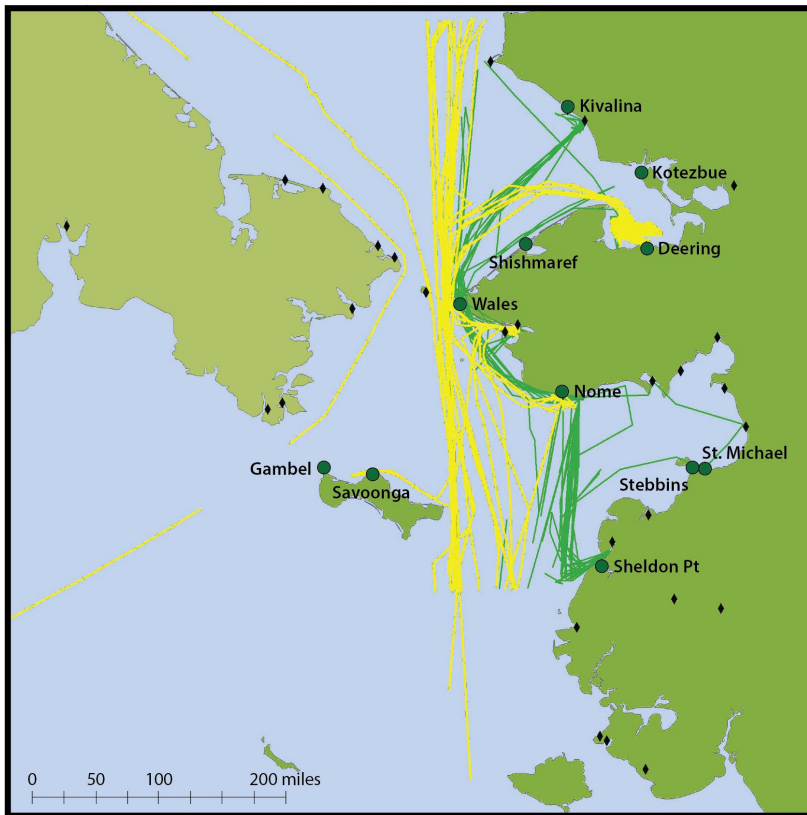 Kivalina
Kotezbue
Deering
Shishmaref
Wales
Nome
St. Michael
Gambel
Stebbins
Savoonga
Sheldon Pt
0 50 100 200 miles